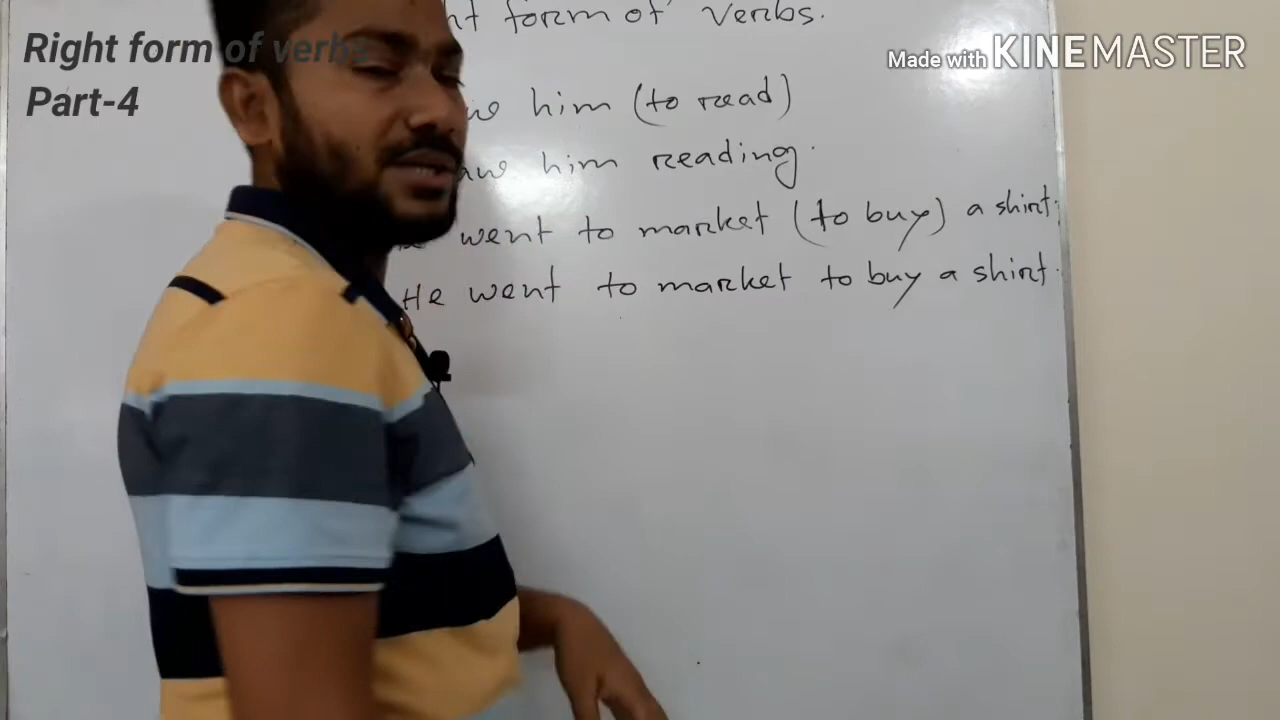 Right form of verbs
Part-4
Made with KINEMASTER
form of verbs.
him (to read)
him reading.
went to market (to buy) a shirt.
He went to market to buy a shirt.